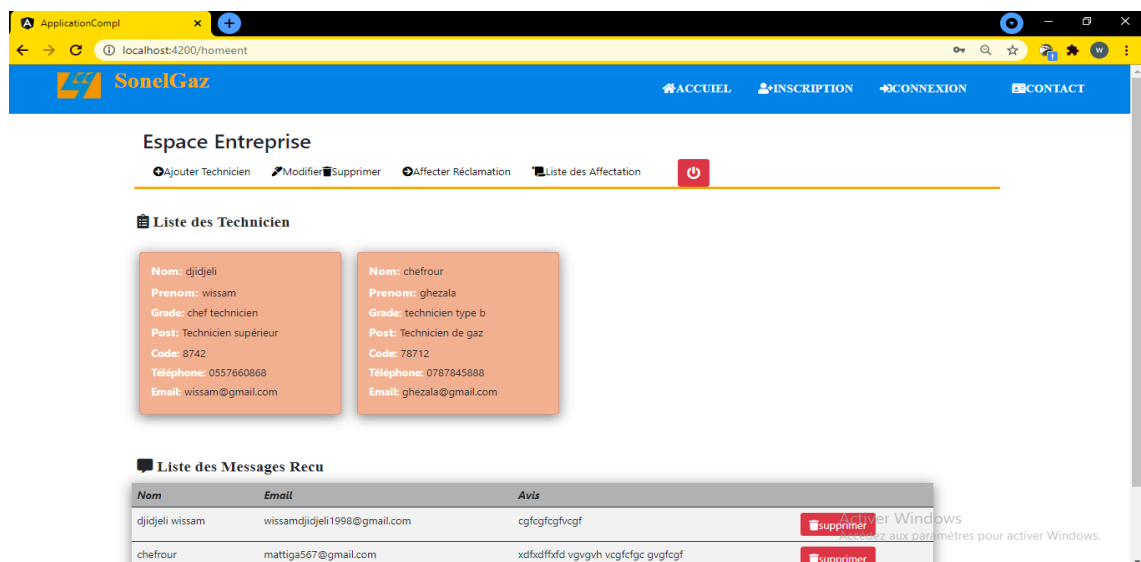 ApplicationCompl
localhost:4200/homeent
W
SonelGaz
ACCUIEL INSCRIPTION CONNEXION CONTACT
Espace Entreprise
Ajouter Technicien Modifier Supprimer Affecter Réclamation Liste des Affectation
Liste des Technicien
Nom: djidjeli
Prenom: wissam
Grade: chef technicien
Post: Technicien supérieur
Code: 8742
Téléphone: 0557660868
Email: wissam@gmail.com
Nom: chefrour
Prenom: ghezala
Grade: technicien type b
Post: Technicien de gaz
Code: 78712
Téléphone: 0787845888
Email: ghezala@gmail.com
Liste des Messages Recu
Nom Email Avis
djidjeli wissam wissamdjidjeli1998@gmail.com cgfcgfcgfvcgf supprimer
Activer Windows
Accédez aux paramètres pour activer Windows.
chefrour mattiga567@gmail.com xdfxdffxfd vgvgvh vcgfcfgc gvgfcgf supprimer